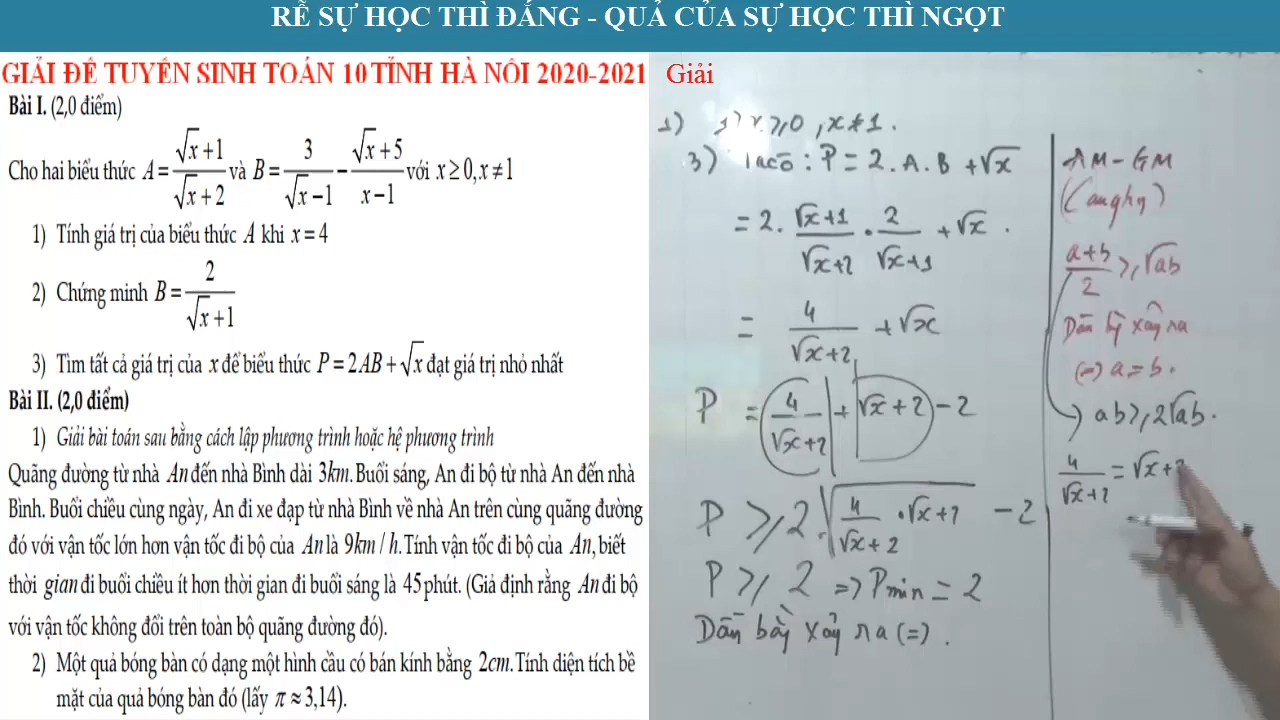 RỄ SỰ HỌC THÌ ĐẮNG - QUẢ CỦA SỰ HỌC THÌ NGỌT
GIẢI ĐỀ TUYỂN SINH TOÁN 10 TỈNH HÀ NÔI 2020-2021
Bài I. (2,0 điểm)
Cho hai biểu thức A = (√x + 1)/(√x + 2) và B = 3/(√x − 1) − (√x + 5)/(x − 1) với x ≥ 0, x ≠ 1
1) Tính giá trị của biểu thức A khi x = 4
2) Chứng minh B = 2/(√x + 1)
3) Tìm tất cả giá trị của x để biểu thức P = 2AB + √x đạt giá trị nhỏ nhất
Bài II. (2,0 điểm)
1) Giải bài toán sau bằng cách lập phương trình hoặc hệ phương trình
Quãng đường từ nhà An đến nhà Bình dài 3km. Buổi sáng, An đi bộ từ nhà An đến nhà
Bình. Buổi chiều cùng ngày, An đi xe đạp từ nhà Bình về nhà An trên cùng quãng đường
đó với vận tốc lớn hơn vận tốc đi bộ của An là 9km / h. Tính vận tốc đi bộ của An, biết
thời gian đi buổi chiều ít hơn thời gian đi buổi sáng là 45 phút. (Giả định rằng An đi bộ
với vận tốc không đổi trên toàn bộ quãng đường đó).
2) Một quả bóng bàn có dạng một hình cầu có bán kính bằng 2cm. Tính diện tích bề
mặt của quả bóng bàn đó (lấy π ≈ 3,14).
Giải
1) 1) x ≥ 0, x ≠ 1.
3) Ta có : P = 2.A.B + √x
= 2. (√x+1)/(√x+2) . 2/(√x+1) + √x .
= 4/(√x+2) + √x
P = 4/(√x+2) + √x+2 − 2
P ≥ 2.√(4/(√x+2) . √x+2) − 2
P ≥ 2 => Pmin = 2
Dấu bằng xảy ra (=) .
AM - GM
(a+b)/2 ≥ √ab
Dấu bg xảy ra
(=) a = b.
ab ≥ 2√ab .
4/(√x+2) = √x+2